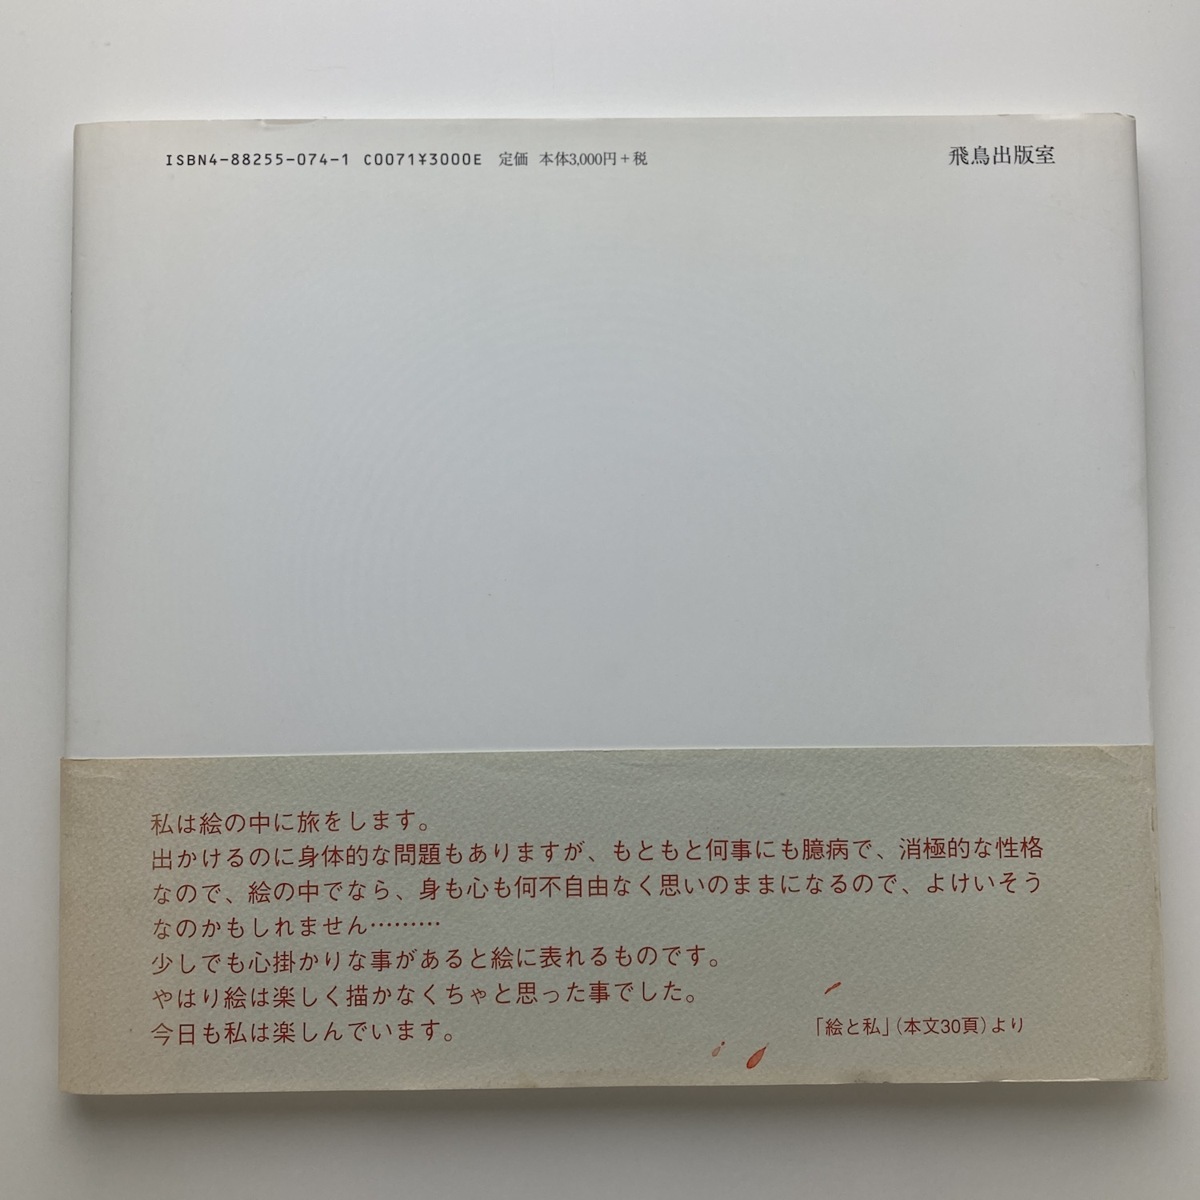 ISBN4-88255-074-1 C0071¥3000E 定価 本体3,000円+税
飛鳥出版室
私は絵の中に旅をします。
出かけるのに身体的な問題もありますが、もともと何事にも臆病で、消極的な性格
なので、絵の中でなら、身も心も何不自由なく思いのままになるので、よけいそう
なのかもしれません………
少しでも心掛かりな事があると絵に表れるものです。
やはり絵は楽しく描かなくちゃと思った事でした。
今日も私は楽しんでいます。
「絵と私」(本文30頁)より